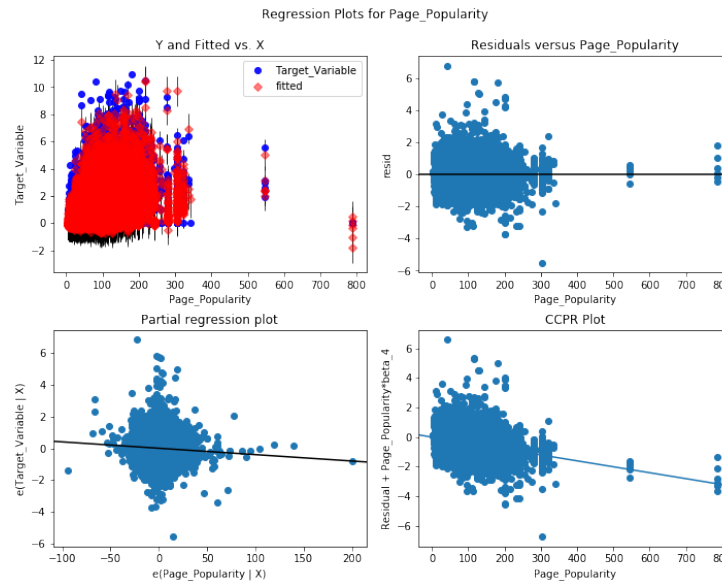 Regression Plots for Page_Popularity
Y and Fitted vs. X
12
10
8
6
4
2
0
−2
Target_Variable
Target_Variable
fitted
0 100 200 300 400 500 600 700 800
Page_Popularity
Residuals versus Page_Popularity
6
4
2
0
−2
−4
−6
resid
0 100 200 300 400 500 600 700 800
Page_Popularity
Partial regression plot
6
4
2
0
−2
−4
−6
e(Target_Variable | X)
−100 −50 0 50 100 150 200
e(Page_Popularity | X)
CCPR Plot
6
4
2
0
−2
−4
−6
Residual + Page_Popularity*beta_4
0 100 200 300 400 500 600 700 800
Page_Popularity